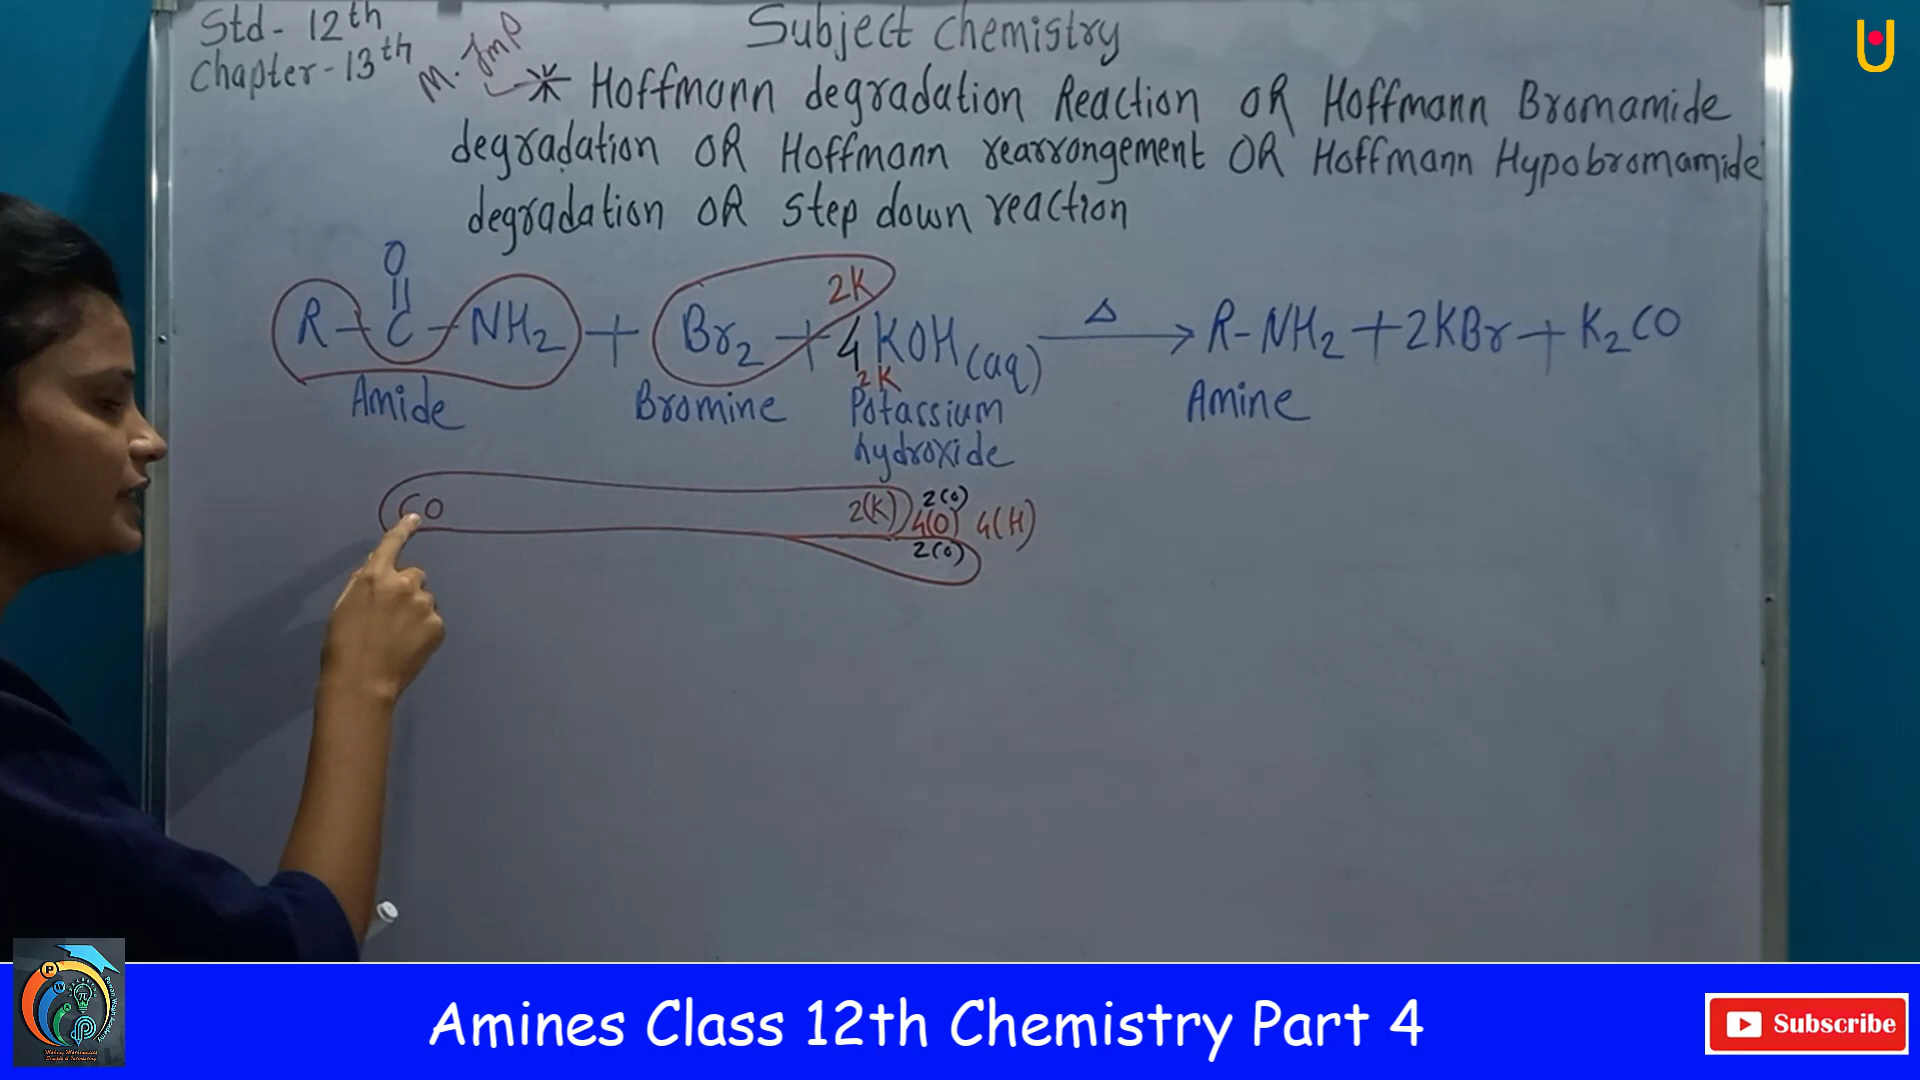 Std - 12th
Chapter - 13th
Subject Chemistry
M. Imp
* Hoffmann degradation Reaction OR Hoffmann Bromamide
degradation OR Hoffmann rearrongement OR Hoffmann Hypobromamide
degradation OR Step down reaction
O
||
R - C - NH2 + Br2 + 4KOH(aq) Δ → R-NH2 + 2KBr + K2CO
2K
2K
Amide Bromine Potassium hydroxide Amine
CO 2(K) 4(O) 4(H)
2(O)
2(O)
Amines Class 12th Chemistry Part 4
Subscribe